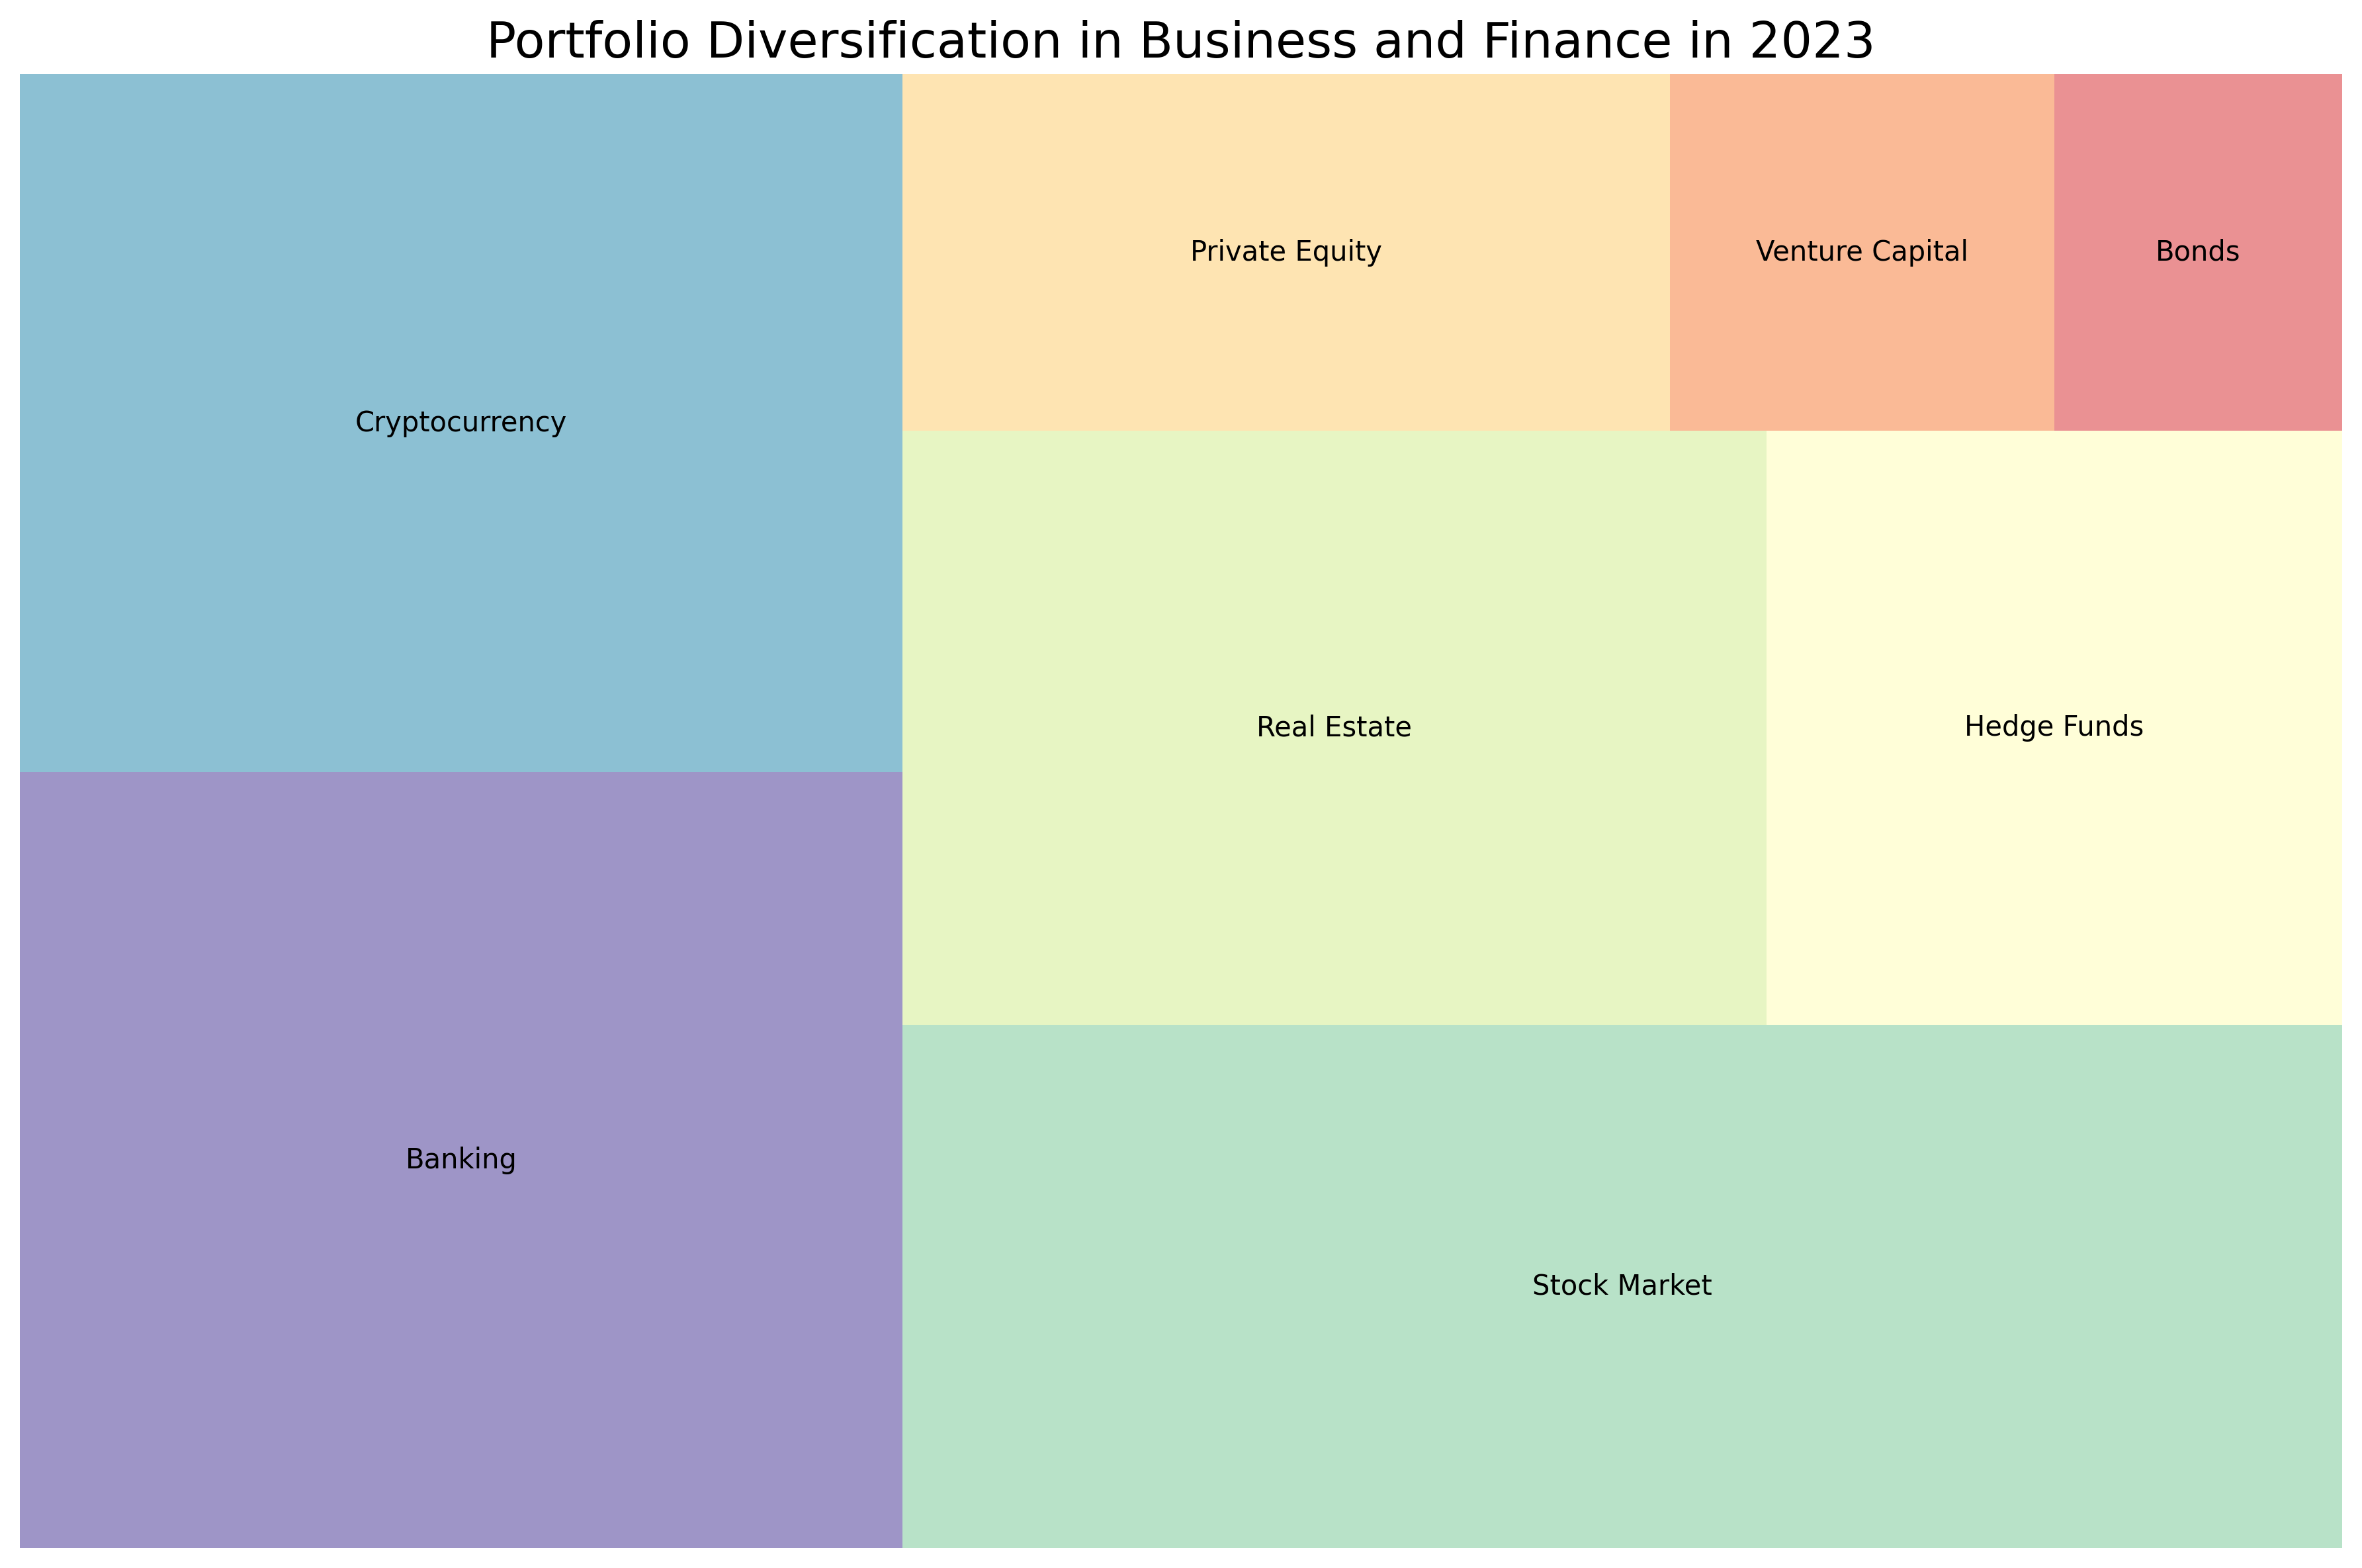 Portfolio Diversification in Business and Finance in 2023
Private Equity
Venture Capital
Bonds
Cryptocurrency
Real Estate
Hedge Funds
Banking
Stock Market